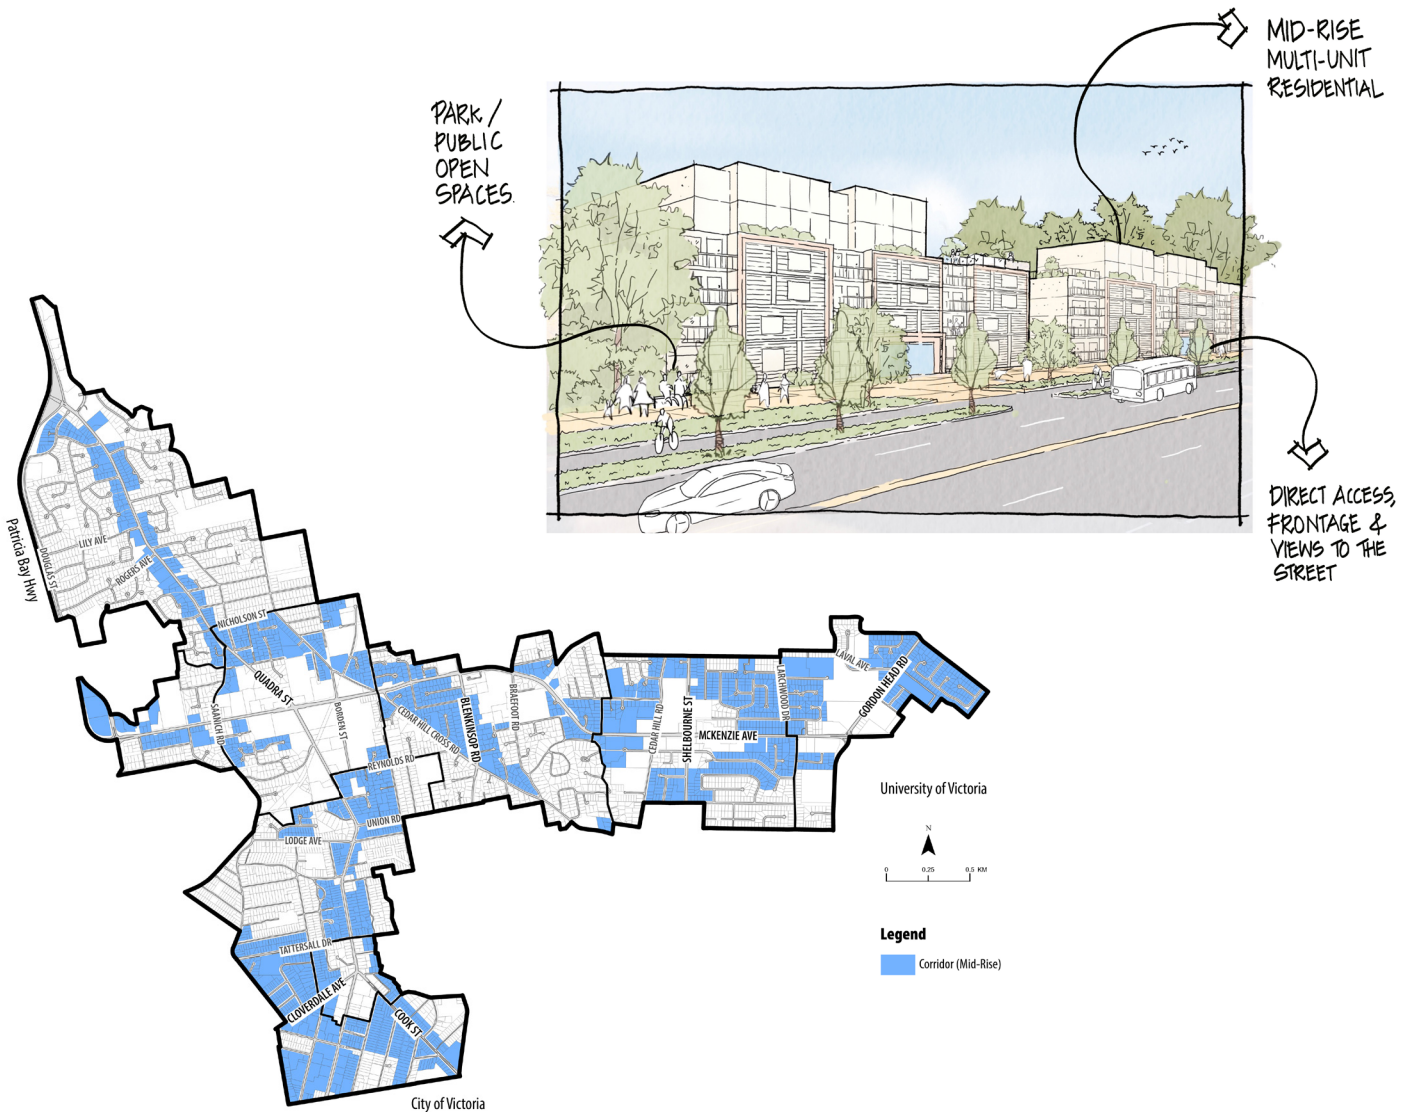 MID-RISE
MULTI-UNIT
RESIDENTIAL
PARK /
PUBLIC
OPEN
SPACES.
DIRECT ACCESS,
FRONTAGE &
VIEWS TO THE
STREET
Patricia Bay Hwy
DOUGLAS ST
LILY AVE
ROGERS AVE
NICHOLSON ST
QUADRA ST
SAANICH RD
BORDEN ST
CEDAR HILL CROSS RD
BLENKINSOP RD
BRAEFOOT RD
REYNOLDS RD
UNION RD
LODGE AVE
CEDAR HILL RD
SHELBOURNE ST
MCKENZIE AVE
LARCHWOOD DR
LAVAL AVE
GORDON HEAD RD
TATTERSALL DR
CLOVERDALE AVE
COOK ST
University of Victoria
N
0 0.25 0.5 KM
Legend
Corridor (Mid-Rise)
City of Victoria